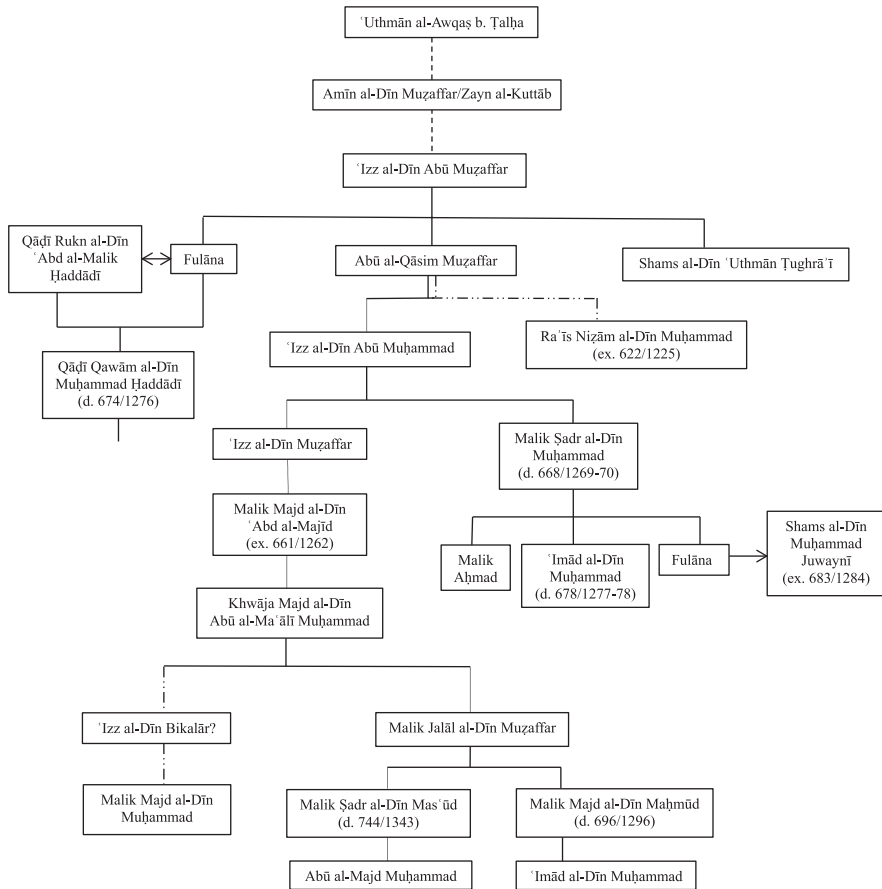 ʿUthmān al-Awqaṣ b. Ṭalḥa
Amīn al-Dīn Muẓaffar/Zayn al-Kuttāb
ʿIzz al-Dīn Abū Muẓaffar
Qāḍī Rukn al-Dīn
ʿAbd al-Malik
Ḥaddādī
Fulāna
Abū al-Qāsim Muẓaffar
Shams al-Dīn ʿUthmān Ṭughrāʾī
ʿIzz al-Dīn Abū Muḥammad
Raʾīs Niẓām al-Dīn Muḥammad
(ex. 622/1225)
Qāḍī Qawām al-Dīn
Muḥammad Ḥaddādī
(d. 674/1276)
ʿIzz al-Dīn Muẓaffar
Malik Ṣadr al-Dīn
Muḥammad
(d. 668/1269-70)
Malik Majd al-Dīn
ʿAbd al-Majīd
(ex. 661/1262)
Malik
Aḥmad
ʿImād al-Dīn
Muḥammad
(d. 678/1277-78)
Fulāna
Shams al-Dīn
Muḥammad
Juwaynī
(ex. 683/1284)
Khwāja Majd al-Dīn
Abū al-Maʿālī Muḥammad
ʿIzz al-Dīn Bikalār?
Malik Jalāl al-Dīn Muẓaffar
Malik Majd al-Dīn
Muḥammad
Malik Ṣadr al-Dīn Masʿūd
(d. 744/1343)
Malik Majd al-Dīn Maḥmūd
(d. 696/1296)
Abū al-Majd Muḥammad
ʿImād al-Dīn Muḥammad